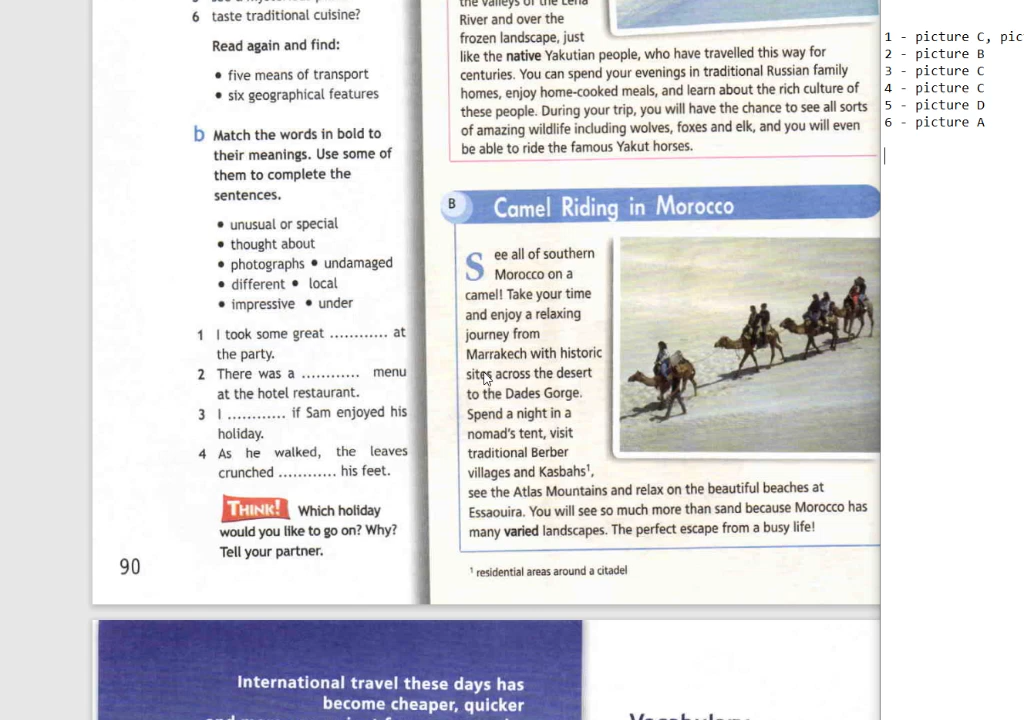 6 taste traditional cuisine?
Read again and find:
• five means of transport
• six geographical features
b Match the words in bold to
their meanings. Use some of
them to complete the
sentences.
• unusual or special
• thought about
• photographs • undamaged
• different • local
• impressive • under
1 I took some great ............ at
the party.
2 There was a ........... menu
at the hotel restaurant.
3 I ............ if Sam enjoyed his
holiday.
4 As he walked, the leaves
crunched ............ his feet.
THINK! Which holiday
would you like to go on? Why?
Tell your partner.
90
the valleys of the Lena
River and over the
frozen landscape, just
like the native Yakutian people, who have travelled this way for
centuries. You can spend your evenings in traditional Russian family
homes, enjoy home-cooked meals, and learn about the rich culture of
these people. During your trip, you will have the chance to see all sorts
of amazing wildlife including wolves, foxes and elk, and you will even
be able to ride the famous Yakut horses.
B Camel Riding in Morocco
See all of southern
Morocco on a
camel! Take your time
and enjoy a relaxing
journey from
Marrakech with historic
sites across the desert
to the Dades Gorge.
Spend a night in a
nomad's tent, visit
traditional Berber
villages and Kasbahs¹,
see the Atlas Mountains and relax on the beautiful beaches at
Essaouira. You will see so much more than sand because Morocco has
many varied landscapes. The perfect escape from a busy life!
¹ residential areas around a citadel
International travel these days has
become cheaper, quicker
Vocabulary
1 - picture C, pic
2 - picture B
3 - picture C
4 - picture C
5 - picture D
6 - picture A